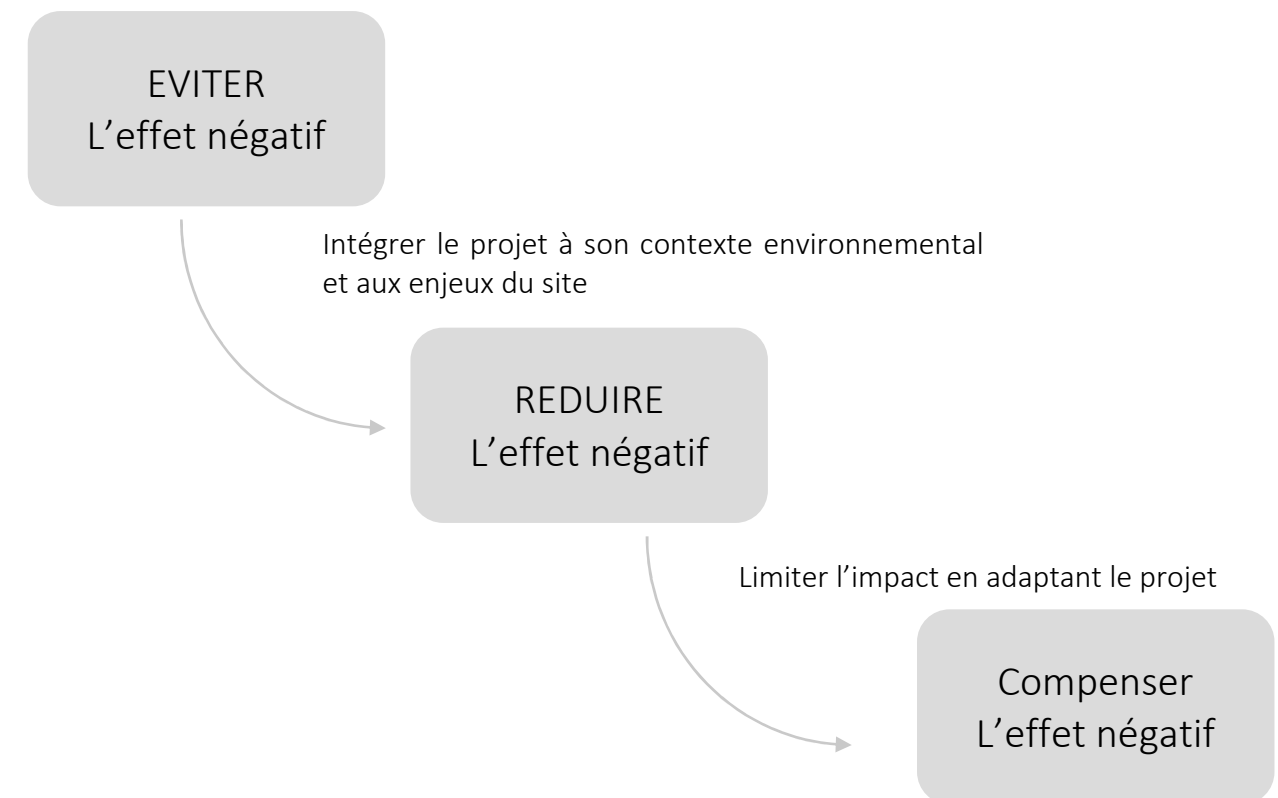 EVITER
L’effet négatif
Intégrer le projet à son contexte environnemental
et aux enjeux du site
REDUIRE
L’effet négatif
Limiter l’impact en adaptant le projet
Compenser
L’effet négatif